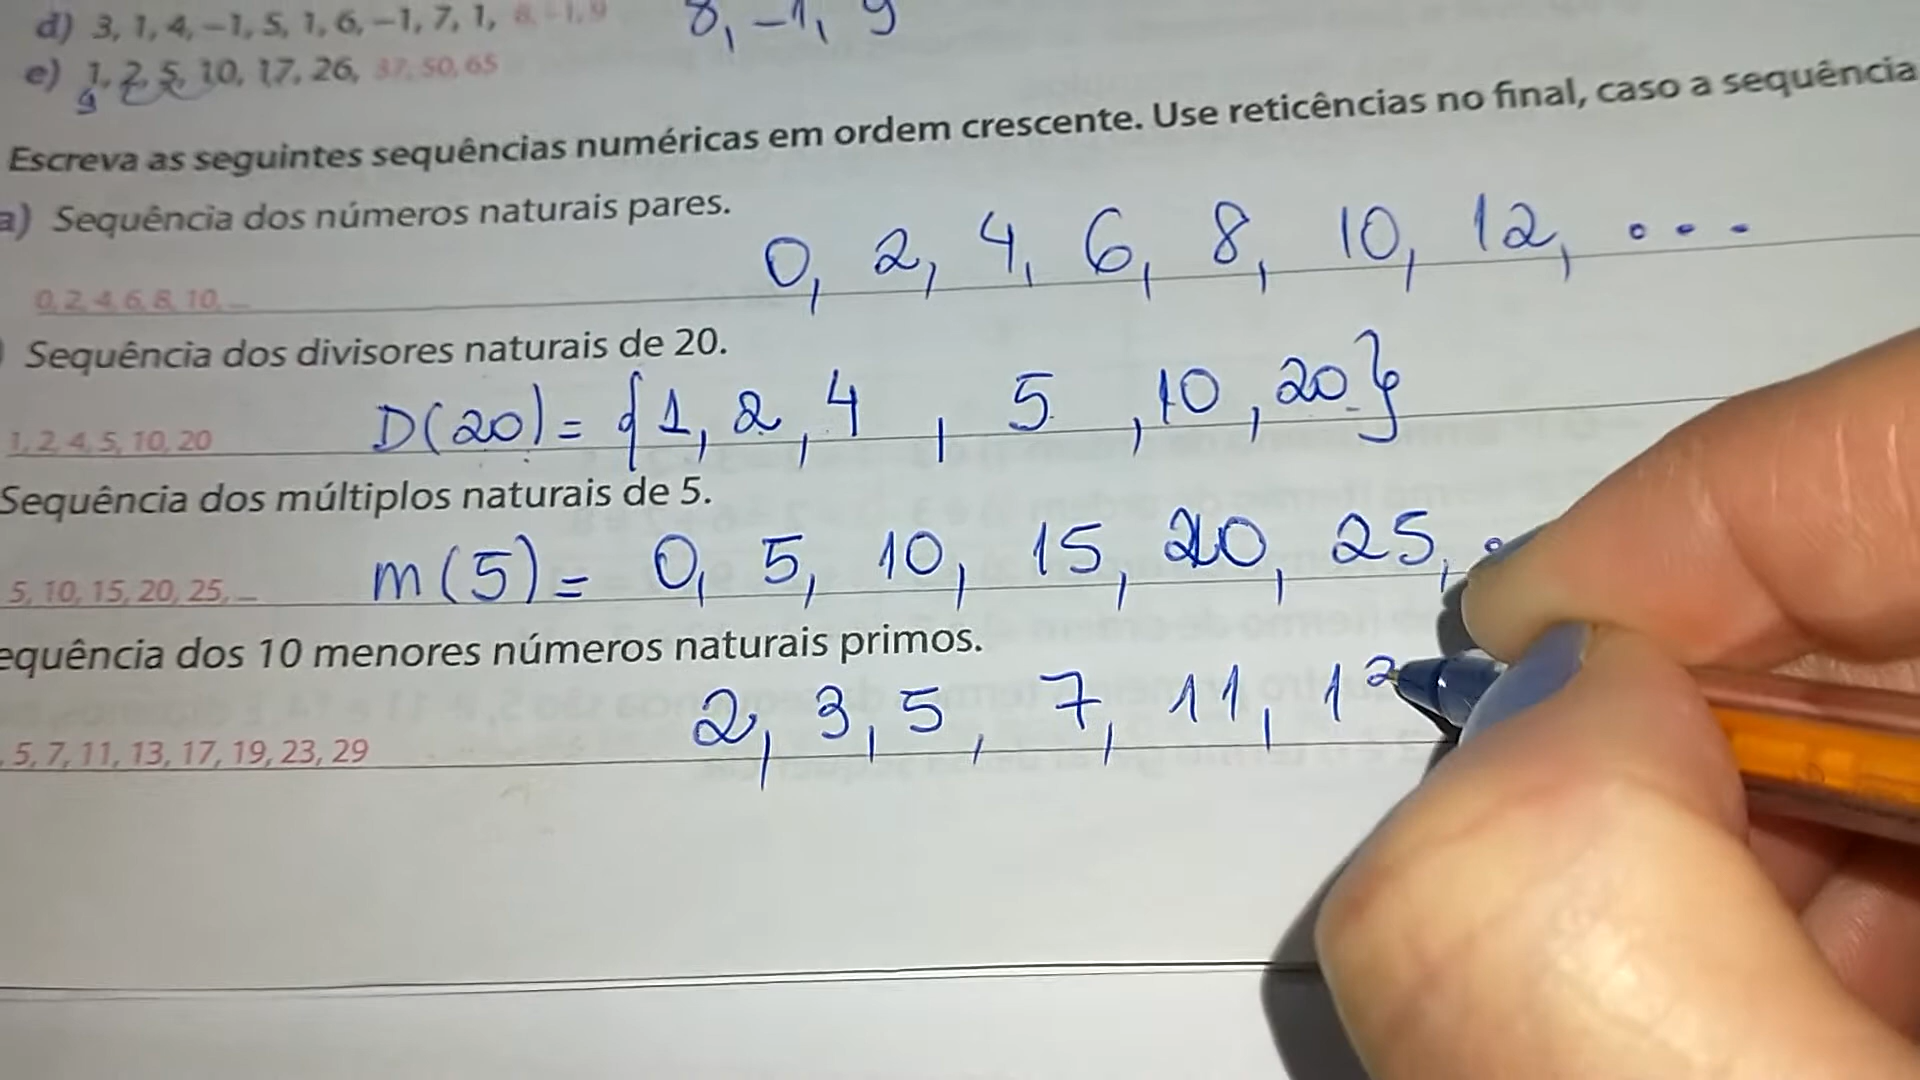 d) 3, 1, 4, −1, 5, 1, 6, −1, 7, 1, 8, −1, 9 8, −1, 9
e) 1, 2, 5, 10, 17, 26, 37, 50, 65
Escreva as seguintes sequências numéricas em ordem crescente. Use reticências no final, caso a sequência
a) Sequência dos números naturais pares.
0, 2, 4, 6, 8, 10, ... 0, 2, 4, 6, 8, 10, 12, ...
) Sequência dos divisores naturais de 20.
1, 2, 4, 5, 10, 20 D(20) = {1, 2, 4, 5, 10, 20}
Sequência dos múltiplos naturais de 5.
5, 10, 15, 20, 25, ... m(5) = 0, 5, 10, 15, 20, 25, .
equência dos 10 menores números naturais primos.
, 5, 7, 11, 13, 17, 19, 23, 29 2, 3, 5, 7, 11, 1